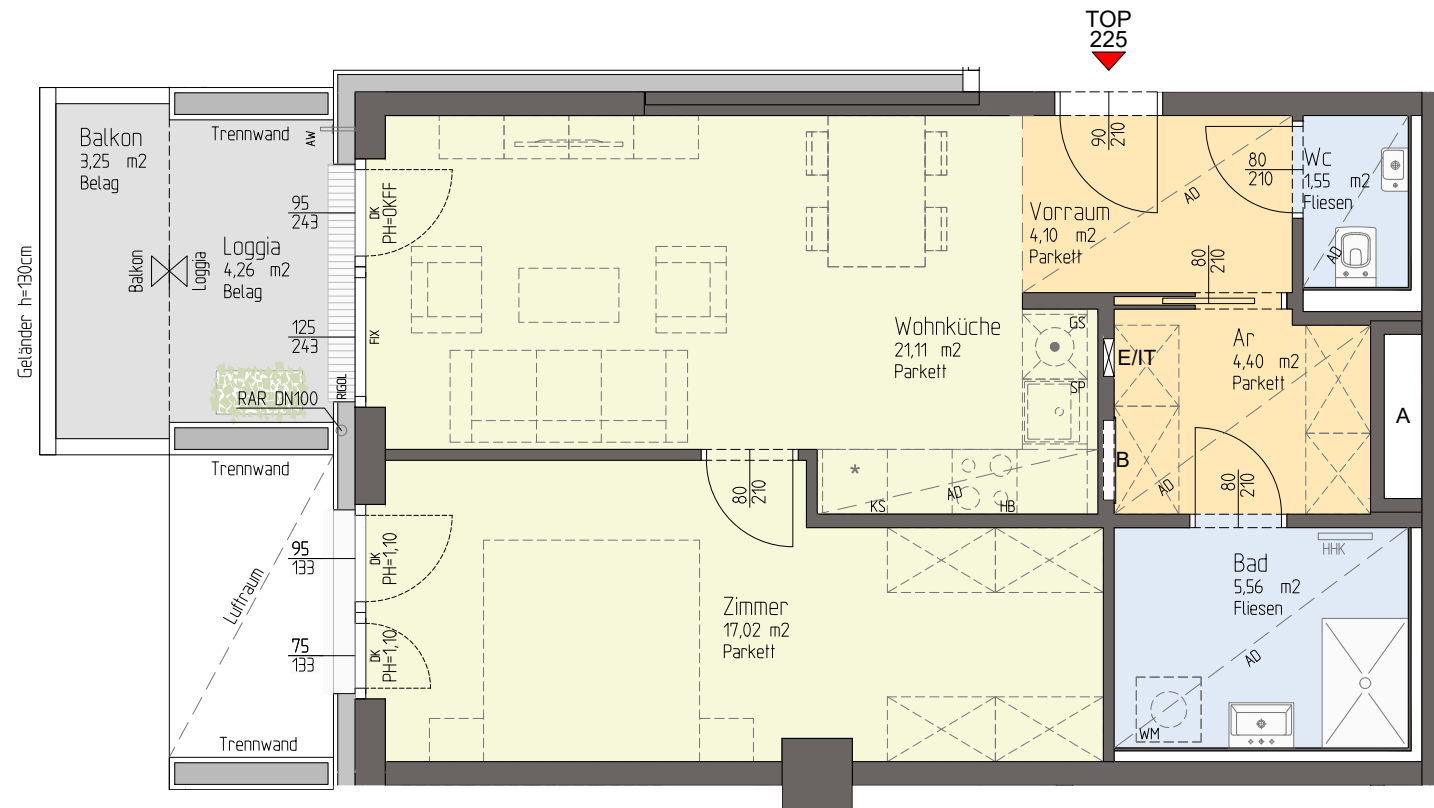 TOP
225
Balkon
3,25 m2
Belag
Trennwand
AW
95
243
DK
PH=OKFF
Geländer h=130cm
Balkon
Loggia
Loggia
4,26 m2
Belag
125
243
FIX
RIGOL
RAR DN100
Trennwand
Luftraum
95
133
DK
PH=1,10
75
133
DK
PH=1,10
Trennwand
Wohnküche
21,11 m2
Parkett
GS
SP
*
KS
AD
HB
80
210
Zimmer
17,02 m2
Parkett
90
210
Vorraum
4,10 m2
Parkett
AD
80
210
Wc
1,55 m2
Fliesen
AD
80
210
E/IT
Ar
4,40 m2
Parkett
A
B
AD
80
210
HHK
Bad
5,56 m2
Fliesen
AD
WM